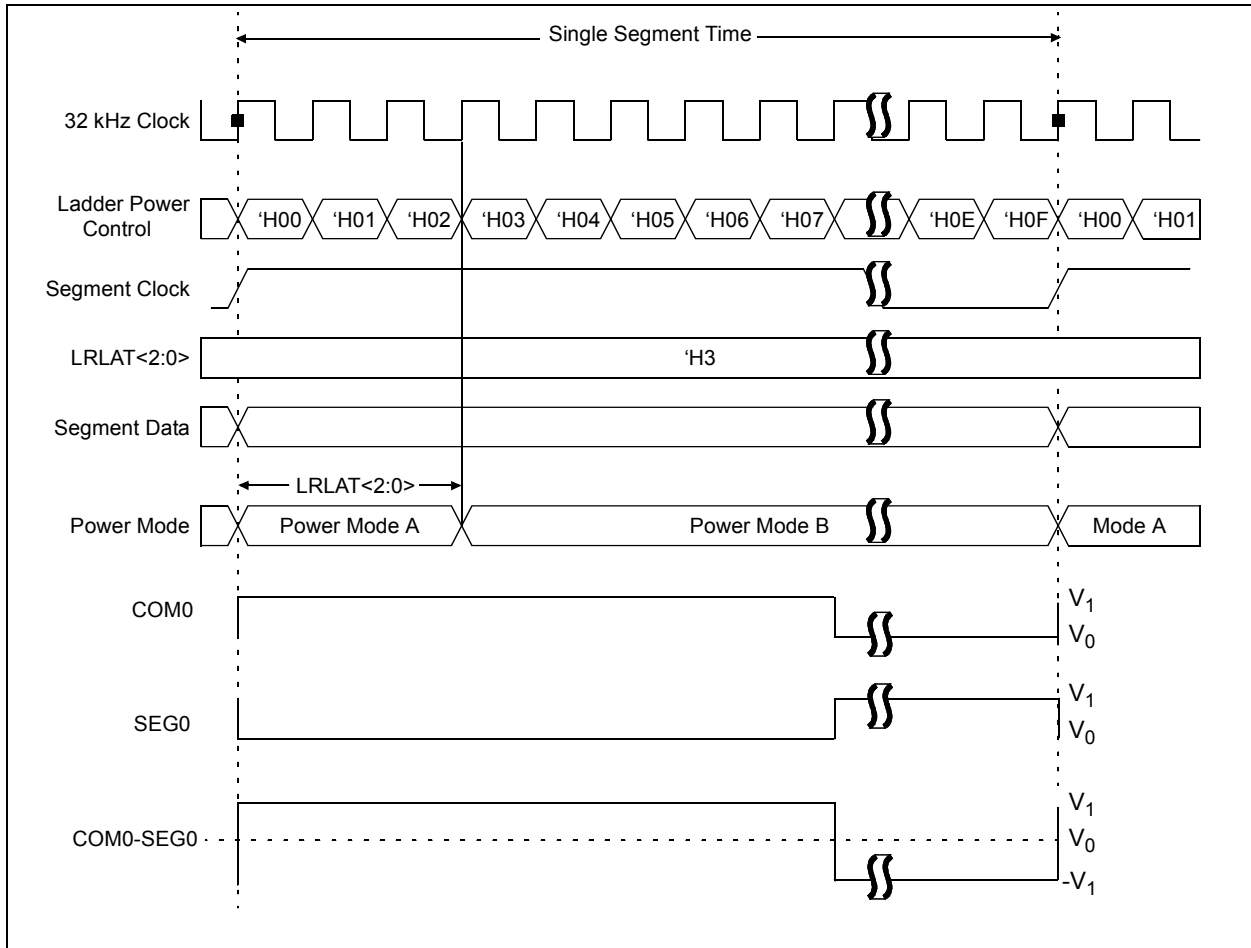 Single Segment Time
32 kHz Clock
Ladder Power
Control
‘H00 ‘H01 ‘H02 ‘H03 ‘H04 ‘H05 ‘H06 ‘H07 ‘H0E ‘H0F ‘H00 ‘H01
Segment Clock
LRLAT<2:0>
‘H3
Segment Data
LRLAT<2:0>
Power Mode
Power Mode A
Power Mode B
Mode A
COM0
V1
V0
SEG0
V1
V0
COM0-SEG0
V1
V0
-V1